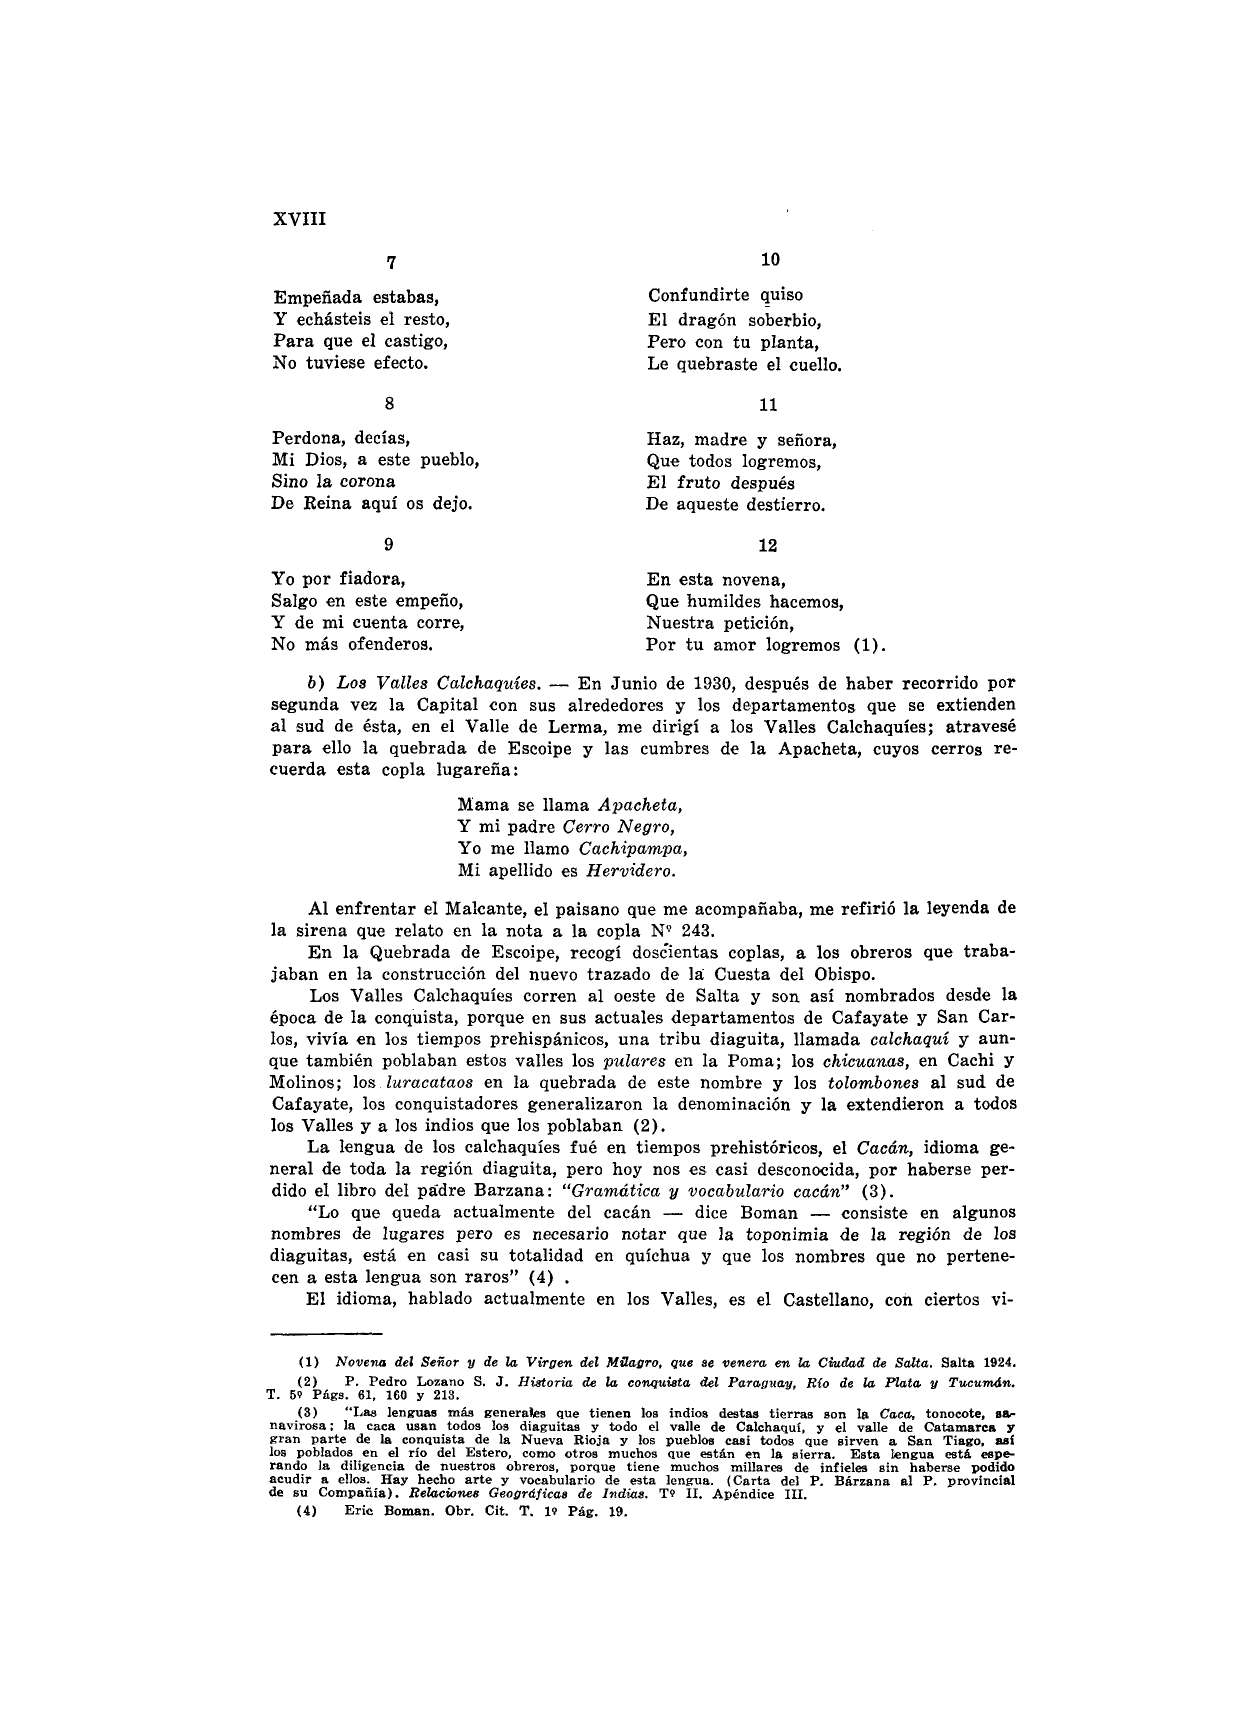 XVIII
7
Empeñada estabas,
Y echásteis el resto,
Para que el castigo,
No tuviese efecto.
8
Perdona, decías,
Mi Dios, a este pueblo,
Sino la corona
De Reina aquí os dejo.
9
Yo por fiadora,
Salgo en este empeño,
Y de mi cuenta corre,
No más ofenderos.
10
Confundirte quiso
El dragón soberbio,
Pero con tu planta,
Le quebraste el cuello.
11
Haz, madre y señora,
Que todos logremos,
El fruto después
De aqueste destierro.
12
En esta novena,
Que humildes hacemos,
Nuestra petición,
Por tu amor logremos (1).
b) Los Valles Calchaquíes. — En Junio de 1930, después de haber recorrido por
segunda vez la Capital con sus alrededores y los departamentos que se extienden
al sud de ésta, en el Valle de Lerma, me dirigí a los Valles Calchaquíes; atravesé
para ello la quebrada de Escoipe y las cumbres de la Apacheta, cuyos cerros re-
cuerda esta copla lugareña:
Mama se llama Apacheta,
Y mi padre Cerro Negro,
Yo me llamo Cachipampa,
Mi apellido es Hervidero.
Al enfrentar el Malcante, el paisano que me acompañaba, me refirió la leyenda de
la sirena que relato en la nota a la copla Nº 243.
En la Quebrada de Escoipe, recogí doscientas coplas, a los obreros que traba-
jaban en la construcción del nuevo trazado de la Cuesta del Obispo.
Los Valles Calchaquíes corren al oeste de Salta y son así nombrados desde la
época de la conquista, porque en sus actuales departamentos de Cafayate y San Car-
los, vivía en los tiempos prehispánicos, una tribu diaguita, llamada calchaquí y aun-
que también poblaban estos valles los pulares en la Poma; los chicuanas, en Cachi y
Molinos; los luracataos en la quebrada de este nombre y los tolombones al sud de
Cafayate, los conquistadores generalizaron la denominación y la extendieron a todos
los Valles y a los indios que los poblaban (2).
La lengua de los calchaquíes fué en tiempos prehistóricos, el Cacán, idioma ge-
neral de toda la región diaguita, pero hoy nos es casi desconocida, por haberse per-
dido el libro del padre Barzana: “Gramática y vocabulario cacán” (3).
“Lo que queda actualmente del cacán — dice Boman — consiste en algunos
nombres de lugares pero es necesario notar que la toponimia de la región de los
diaguitas, está en casi su totalidad en quíchua y que los nombres que no pertene-
cen a esta lengua son raros” (4) .
El idioma, hablado actualmente en los Valles, es el Castellano, con ciertos vi-
(1) Novena del Señor y de la Virgen del Milagro, que se venera en la Ciudad de Salta. Salta 1924.
(2) P. Pedro Lozano S. J. Historia de la conquista del Paraguay, Río de la Plata y Tucumán.
T. 5º Págs. 61, 160 y 213.
(3) “Las lenguas más generales que tienen los indios destas tierras son la Caca, tonocote, sa-
navirosa; la caca usan todos los diaguitas y todo el valle de Calchaquí, y el valle de Catamarca y
gran parte de la conquista de la Nueva Rioja y los pueblos casi todos que sirven a San Tiago, así
los poblados en el río del Estero, como otros muchos que están en la sierra. Esta lengua está espe-
rando la diligencia de nuestros obreros, porque tiene muchos millares de infieles sin haberse podido
acudir a ellos. Hay hecho arte y vocabulario de esta lengua. (Carta del P. Bárzana al P. provincial
de su Compañía). Relaciones Geográficas de Indias. Tº II. Apéndice III.
(4) Eric Boman. Obr. Cit. T. 1º Pág. 19.